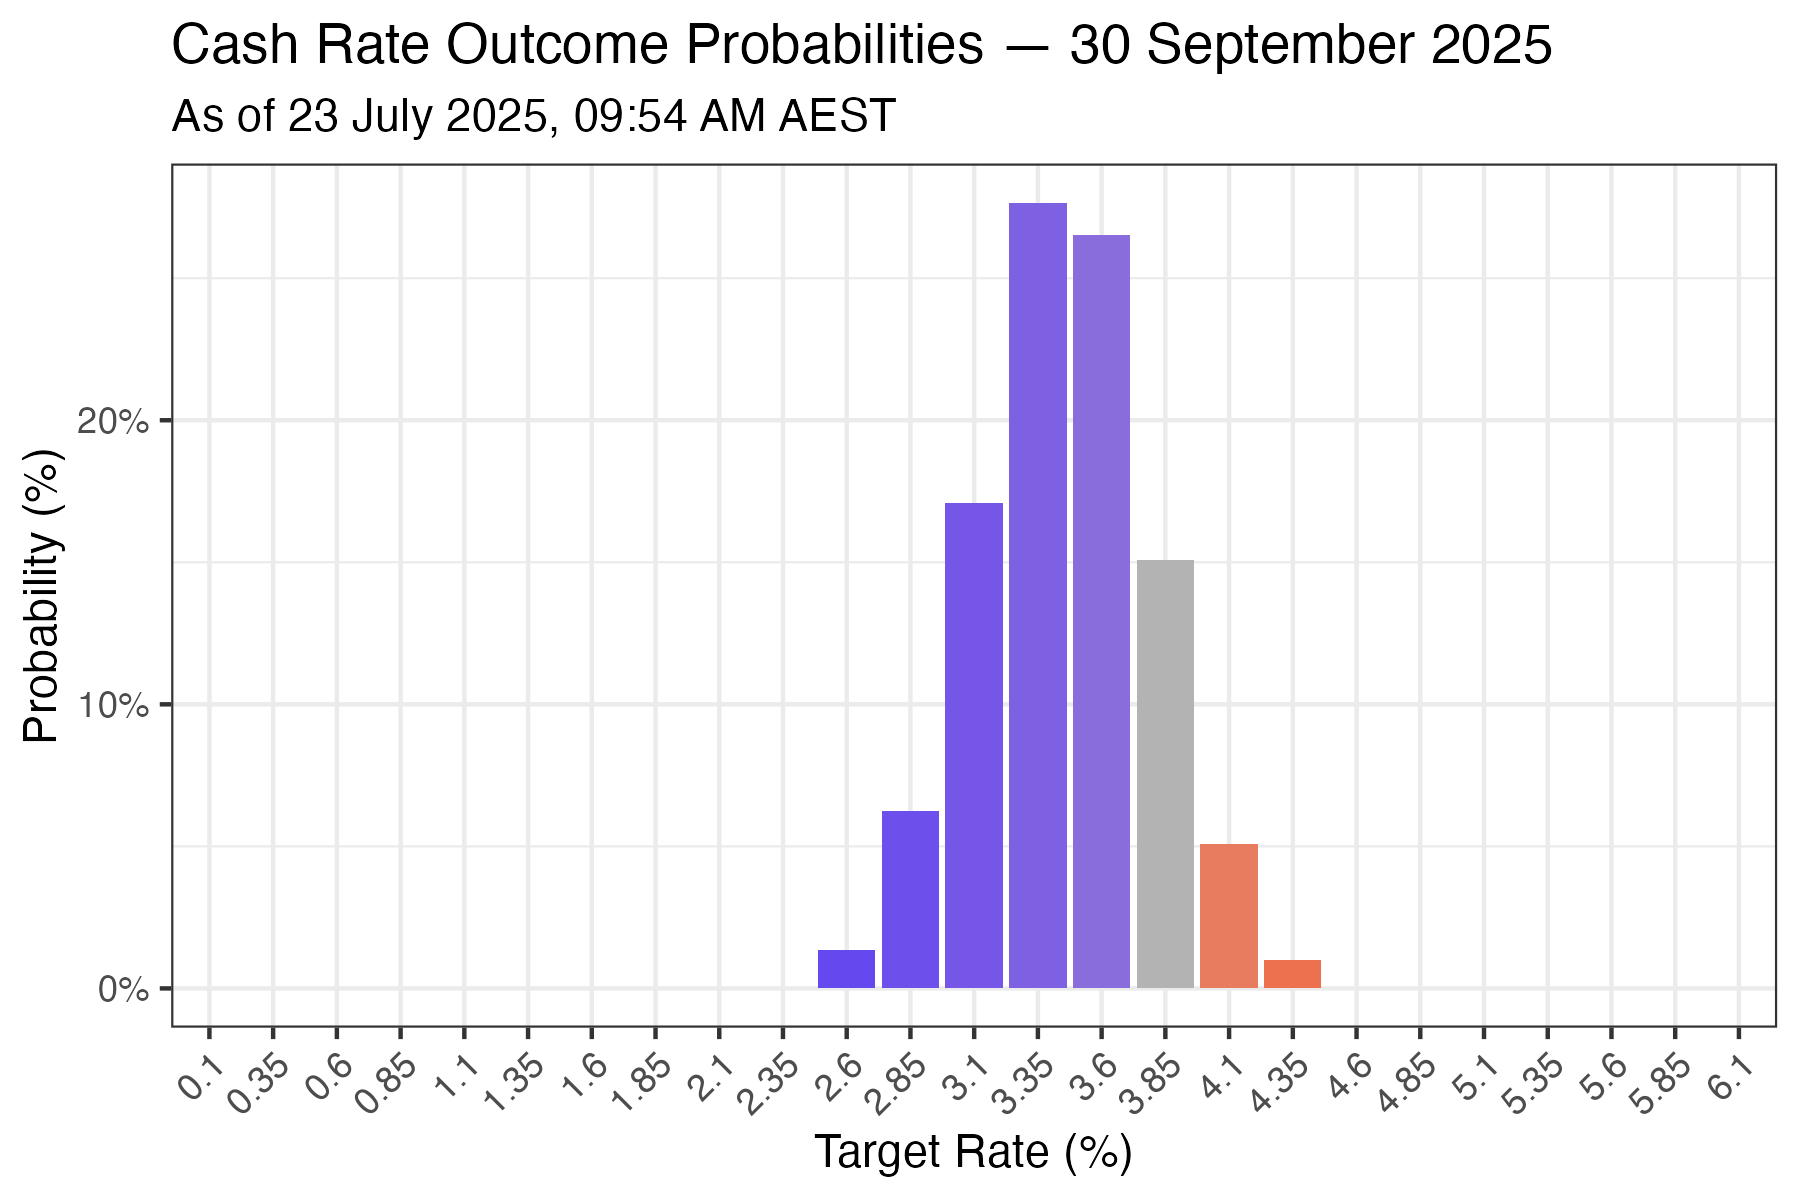 Cash Rate Outcome Probabilities — 30 September 2025
As of 23 July 2025, 09:54 AM AEST
Probability (%)
20%
10%
0%
0.1 0.35 0.6 0.85 1.1 1.35 1.6 1.85 2.1 2.35 2.6 2.85 3.1 3.35 3.6 3.85 4.1 4.35 4.6 4.85 5.1 5.35 5.6 5.85 6.1
Target Rate (%)